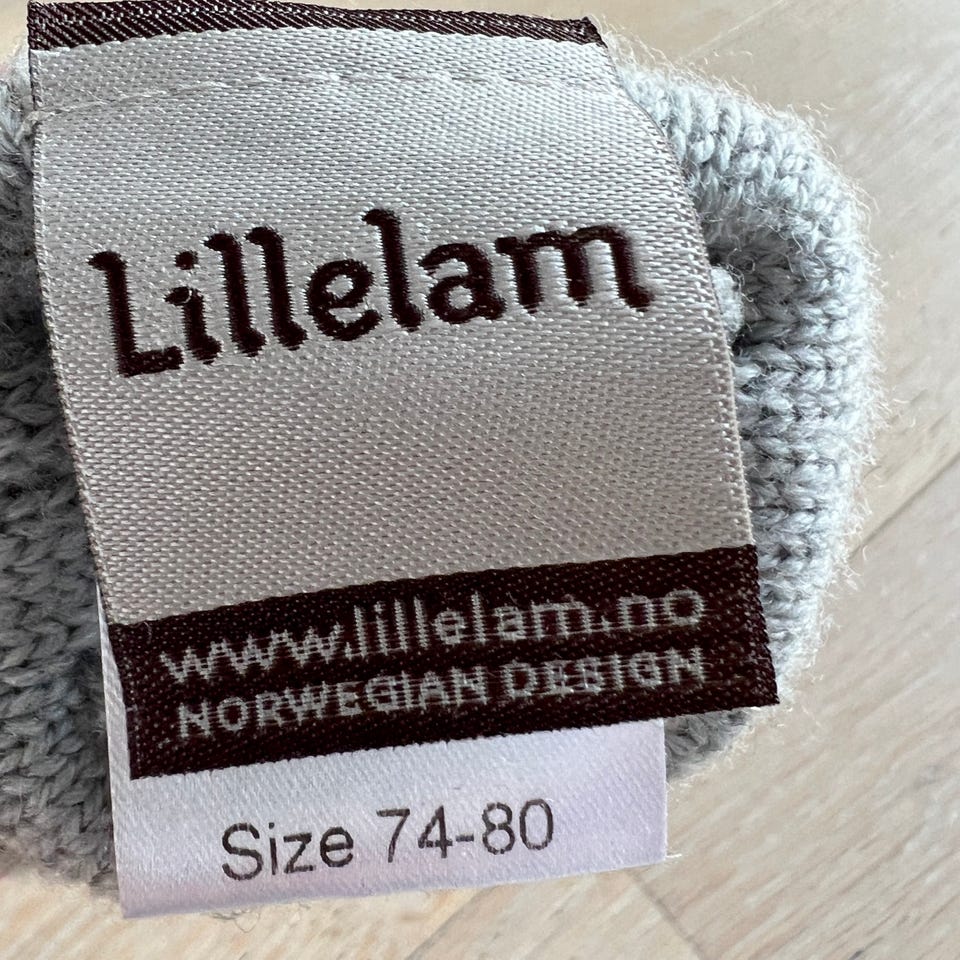 Lillelam
www.lillelam.no
NORWEGIAN DESIGN
Size 74-80